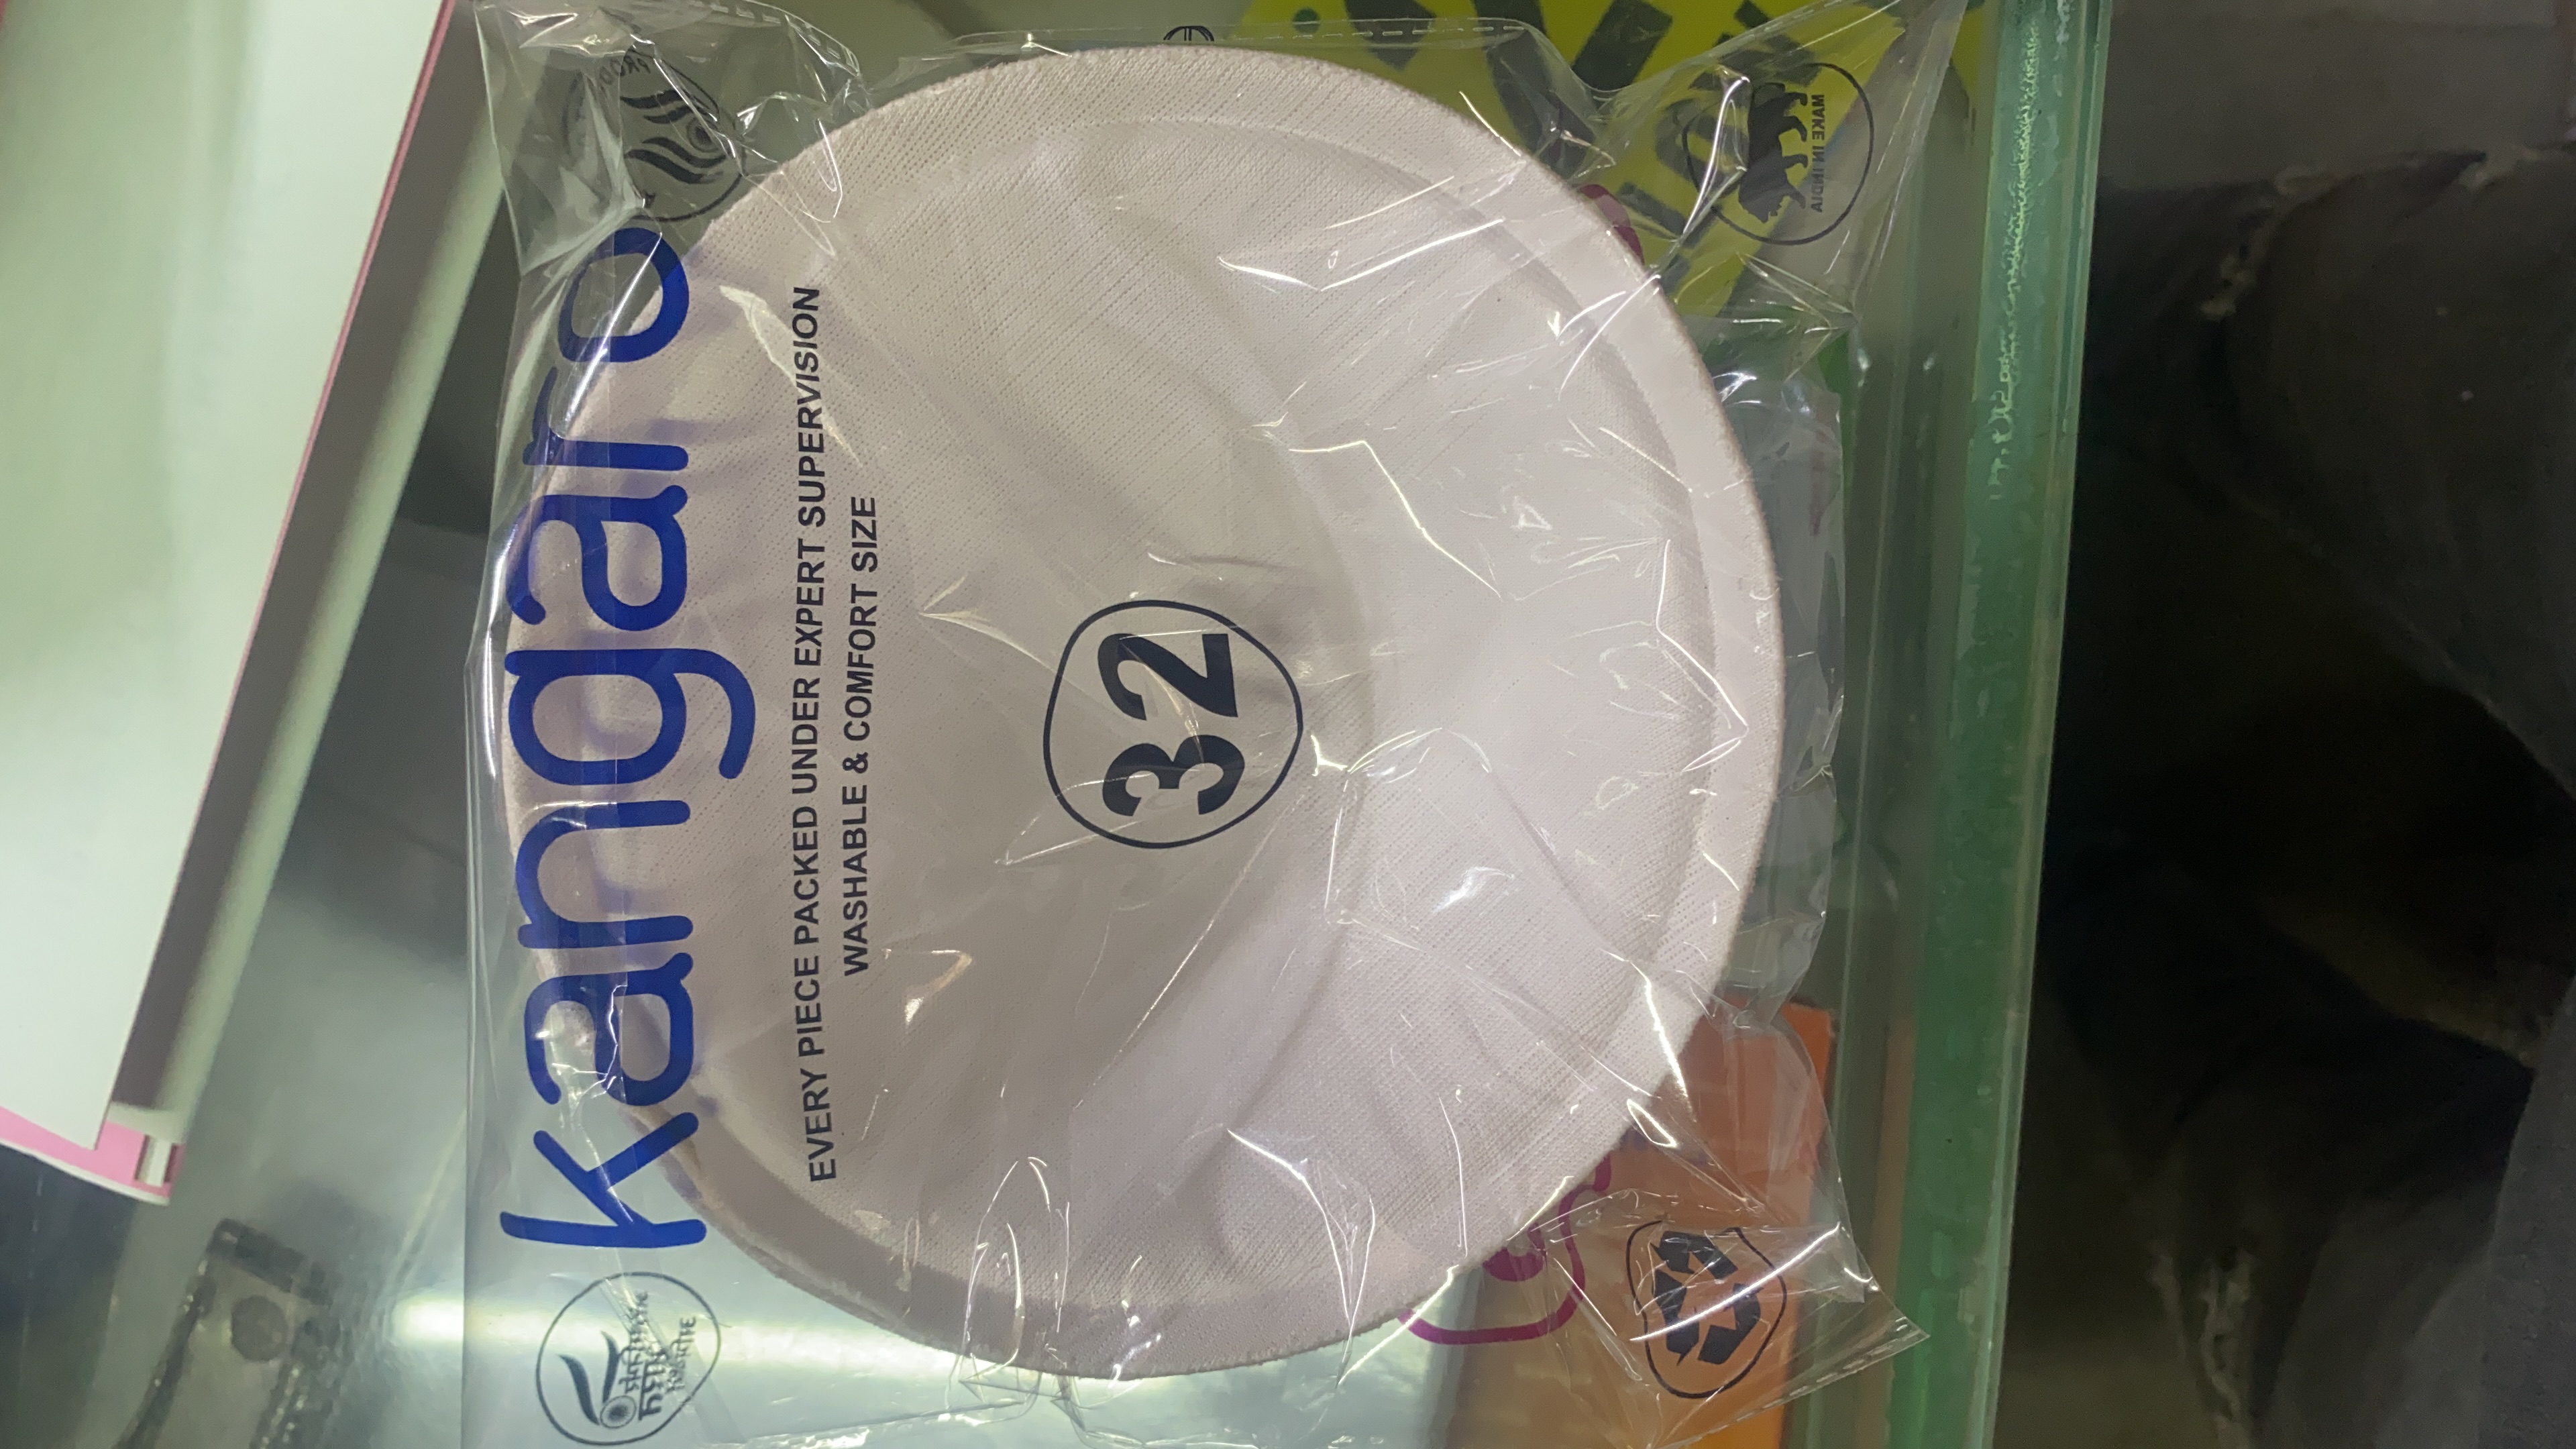 kangaro
EVERY PIECE PACKED UNDER EXPERT SUPERVISION
WASHABLE & COMFORT SIZE
32
MAKE IN INDIA